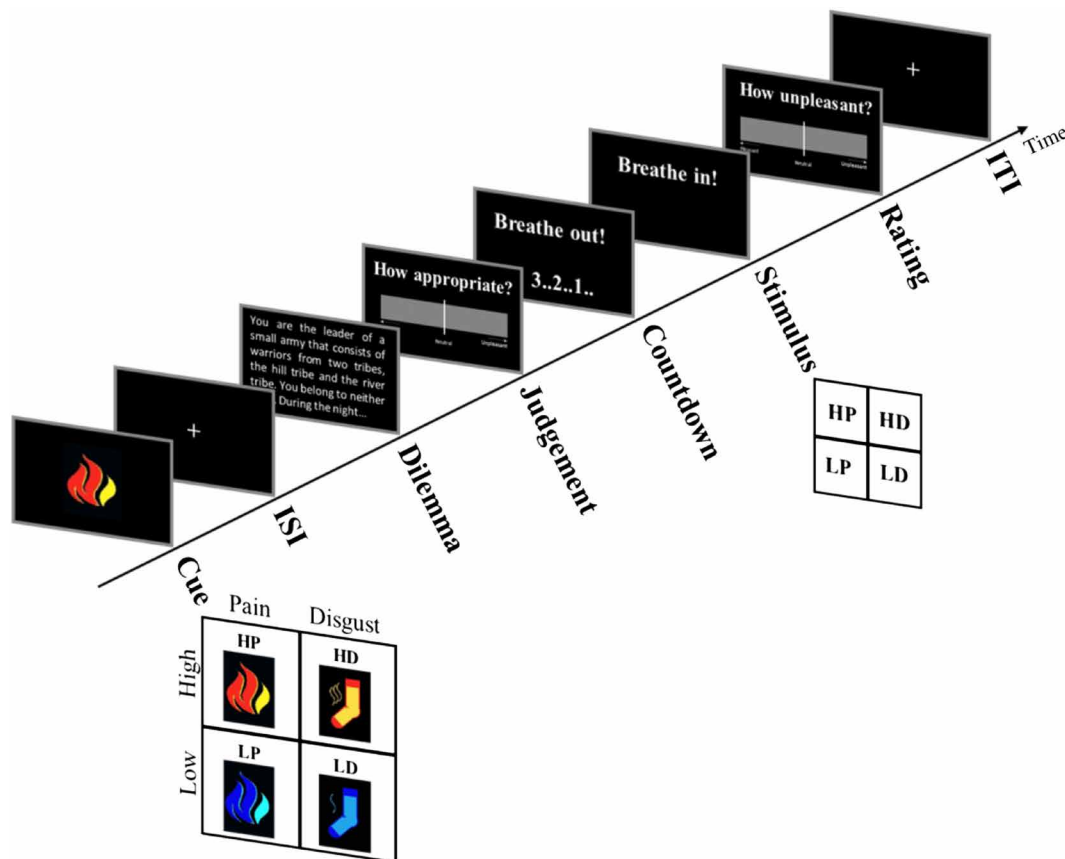 +
How unpleasant?
Pleasant
Neutral
Unpleasant
Time
Breathe in!
Breathe out!
3..2..1..
How appropriate?
Neutral
Unpleasant
You are the leader of a
small army that consists of
warriors from two tribes,
the hill tribe and the river
tribe. You belong to neither
During the night...
+
ITI
Rating
Stimulus
HP HD
LP LD
Countdown
Judgement
Dilemma
ISI
Cue
Pain Disgust
High
HP HD
Low
LP LD